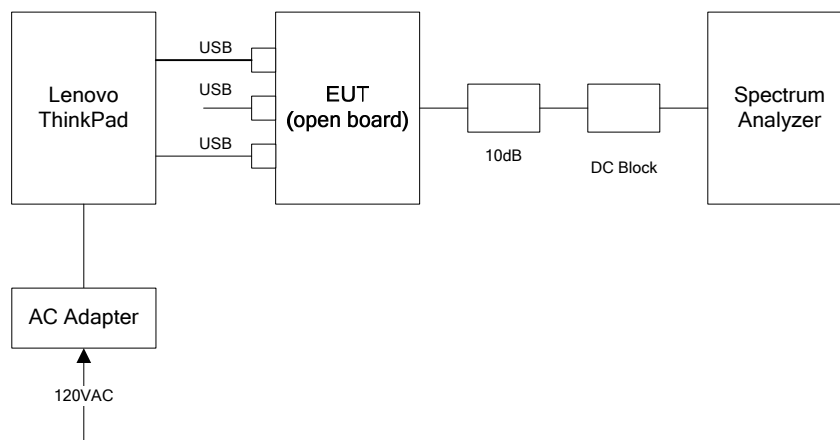 Lenovo
ThinkPad
USB
USB
USB
EUT
(open board)
10dB
DC Block
Spectrum
Analyzer
AC Adapter
120VAC